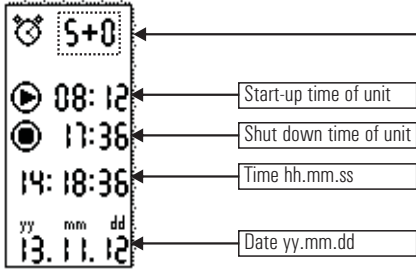 S+0
08:12 Start-up time of unit
17:36 Shut down time of unit
14:18:36 Time hh.mm.ss
yy mm dd
13.11.12 Date yy.mm.dd